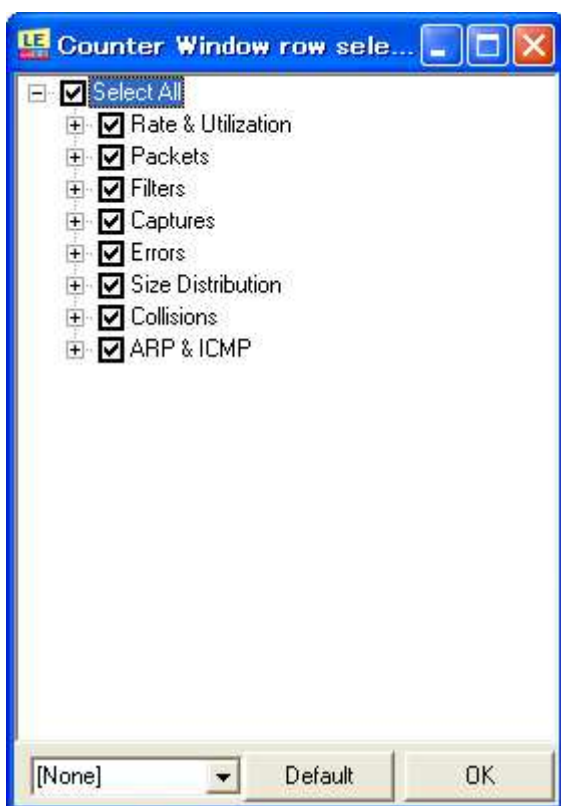 LE
Counter Window row sele...
Select All
Rate & Utilization
Packets
Filters
Captures
Errors
Size Distribution
Collisions
ARP & ICMP
[None]
Default
OK